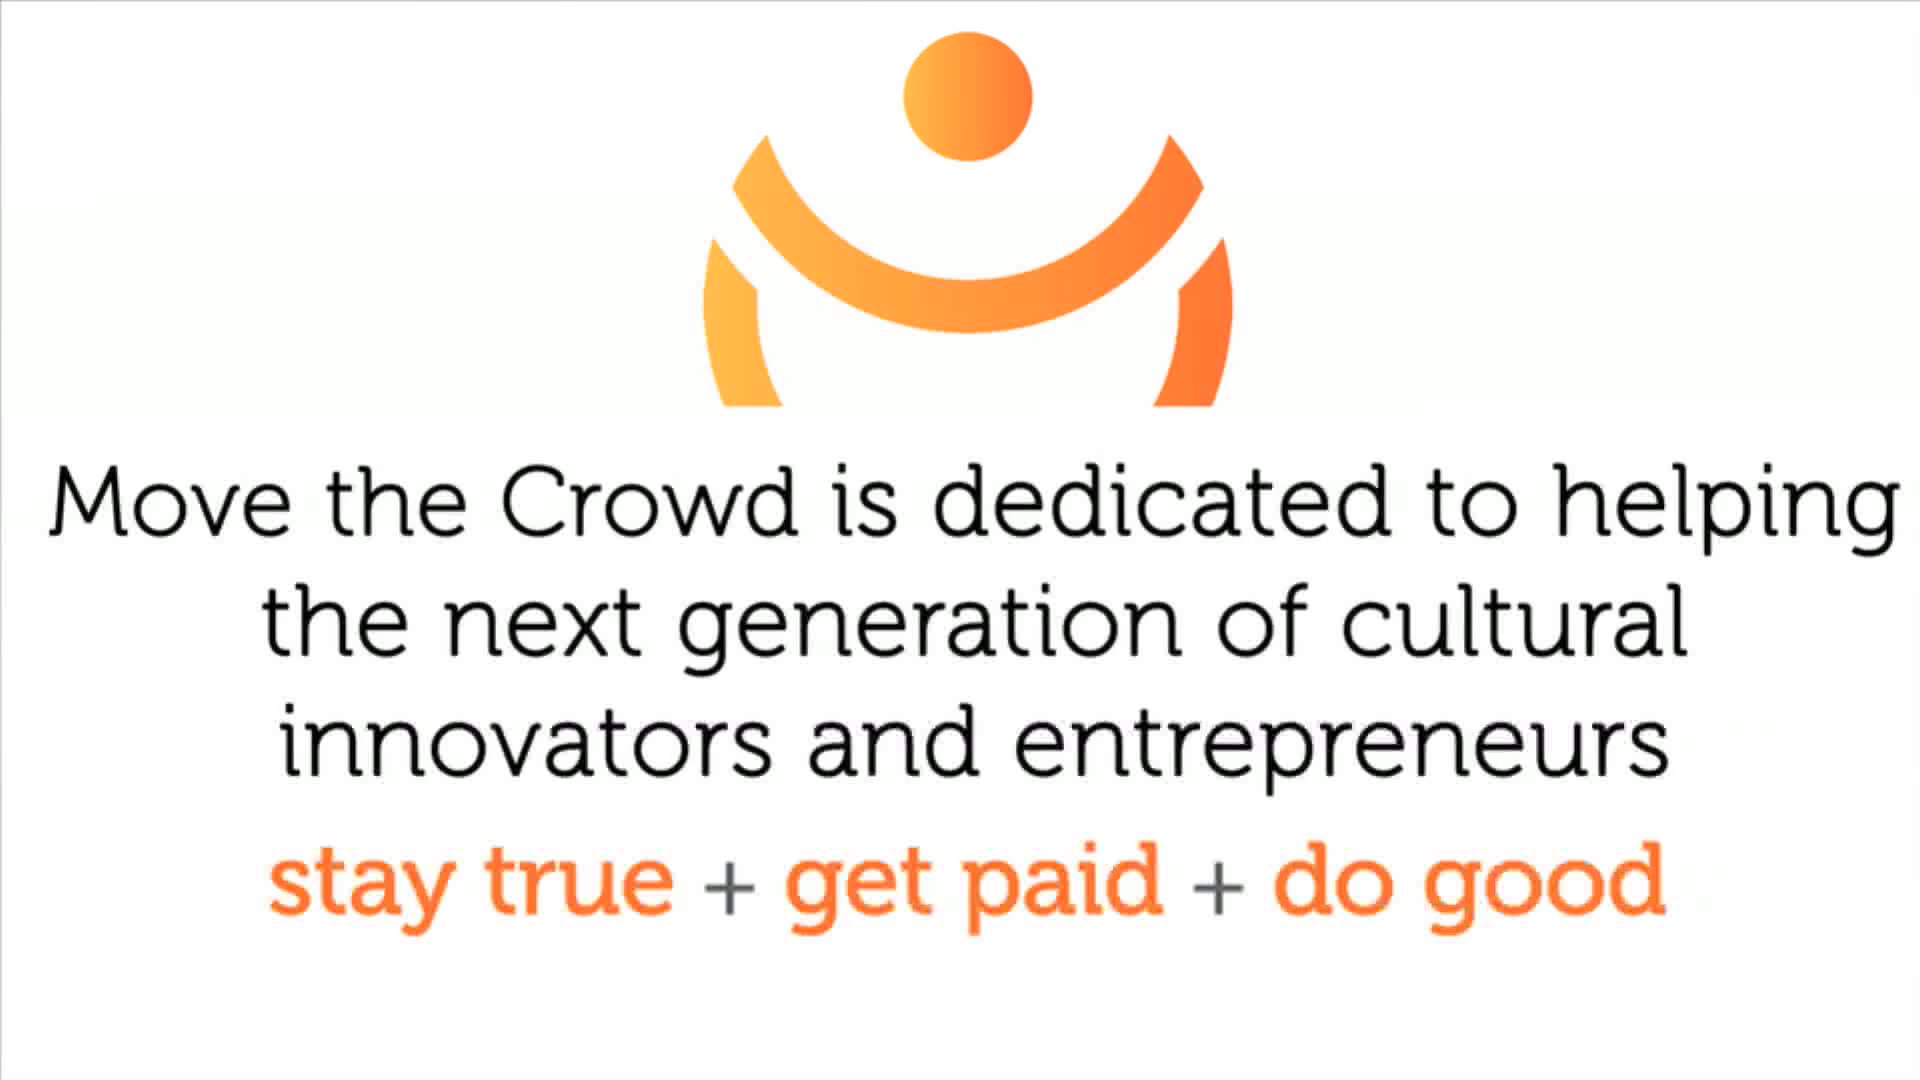 Move the Crowd is dedicated to helping
the next generation of cultural
innovators and entrepreneurs
stay true + get paid + do good